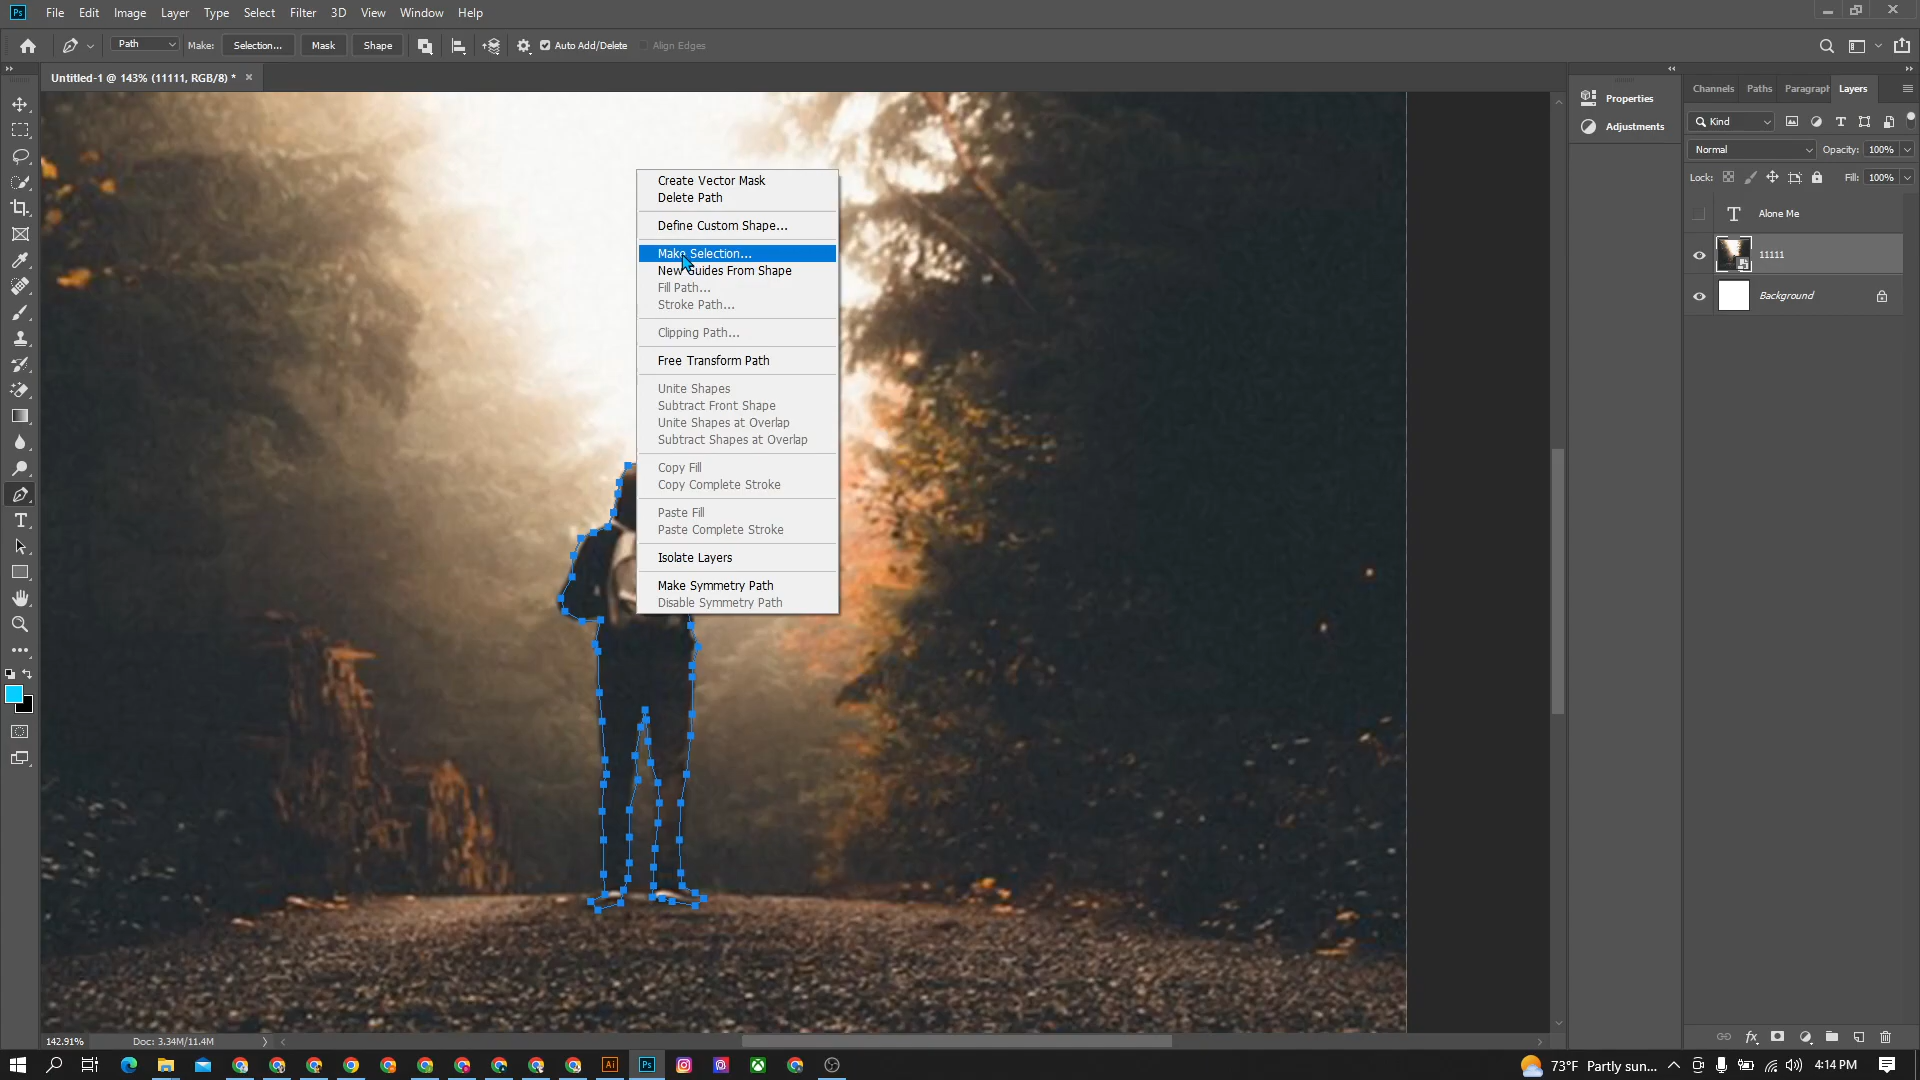 Ps File Edit Image Layer Type Select Filter 3D View Window Help
Path Make: Selection... Mask Shape Auto Add/Delete Align Edges
Untitled-1 @ 143% (11111, RGB/8) *
Properties
Adjustments
Channels Paths Paragraph Layers
Kind
Normal Opacity: 100%
Lock: Fill: 100%
Alone Me
11111
Background
Create Vector Mask
Delete Path
Define Custom Shape...
Make Selection...
New Guides From Shape
Fill Path...
Stroke Path...
Clipping Path...
Free Transform Path
Unite Shapes
Subtract Front Shape
Unite Shapes at Overlap
Subtract Shapes at Overlap
Copy Fill
Copy Complete Stroke
Paste Fill
Paste Complete Stroke
Isolate Layers
Make Symmetry Path
Disable Symmetry Path
142.91% Doc: 3.34M/11.4M
Ai Ps 73°F Partly sun... 4:14 PM